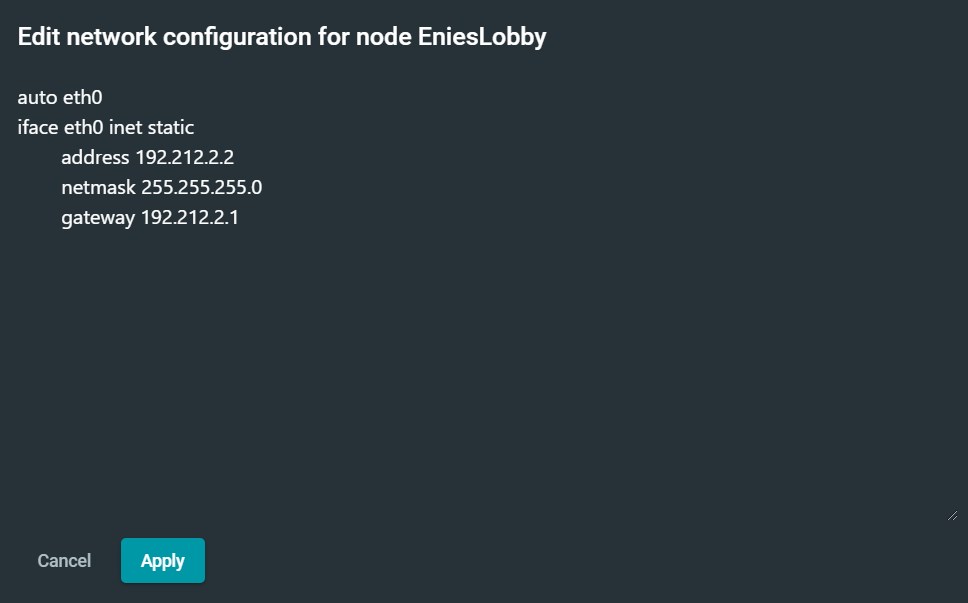 Edit network configuration for node EniesLobby
auto eth0
iface eth0 inet static
address 192.212.2.2
netmask 255.255.255.0
gateway 192.212.2.1
Cancel
Apply